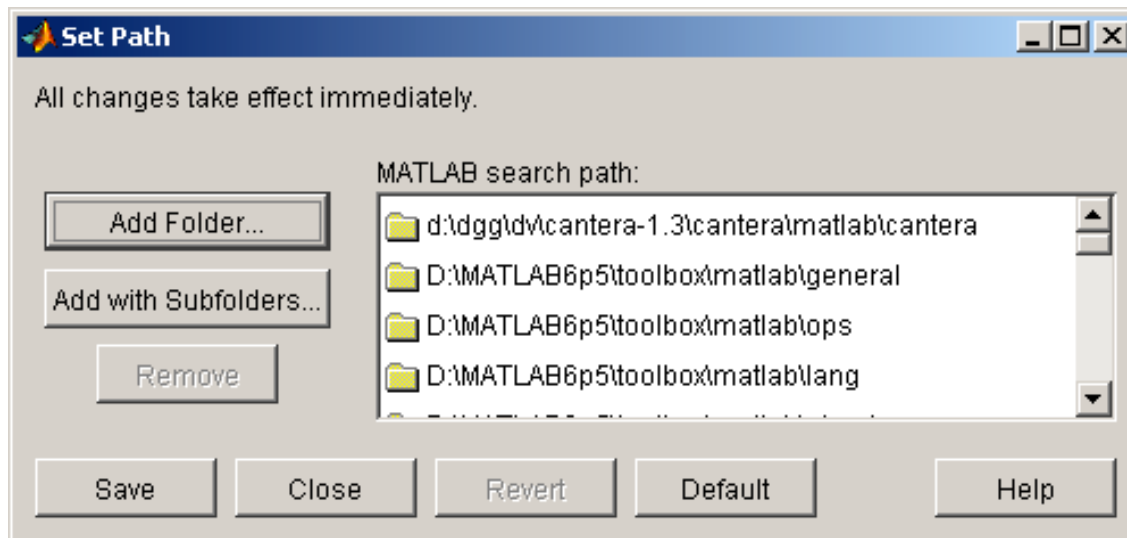 Set Path
All changes take effect immediately.
MATLAB search path:
Add Folder...
Add with Subfolders...
Remove
d:\dgg\dv\cantera-1.3\cantera\matlab\cantera
D:\MATLAB6p5\toolbox\matlab\general
D:\MATLAB6p5\toolbox\matlab\ops
D:\MATLAB6p5\toolbox\matlab\lang
Save
Close
Revert
Default
Help